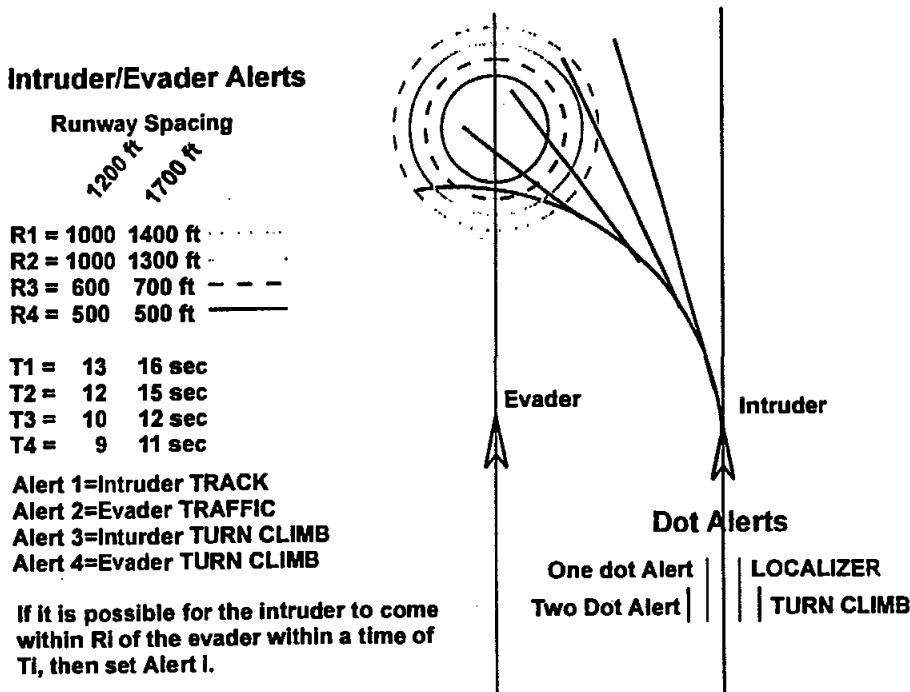 Intruder/Evader Alerts
Runway Spacing
1200 ft 1700 ft
R1 = 1000 1400 ft
R2 = 1000 1300 ft
R3 = 600 700 ft
R4 = 500 500 ft
T1 = 13 16 sec
T2 = 12 15 sec
T3 = 10 12 sec
T4 = 9 11 sec
Alert 1=Intruder TRACK
Alert 2=Evader TRAFFIC
Alert 3=Inturder TURN CLIMB
Alert 4=Evader TURN CLIMB
If it is possible for the intruder to come
within Ri of the evader within a time of
Ti, then set Alert i.
Evader
Intruder
Dot Alerts
One dot Alert LOCALIZER
Two Dot Alert TURN CLIMB